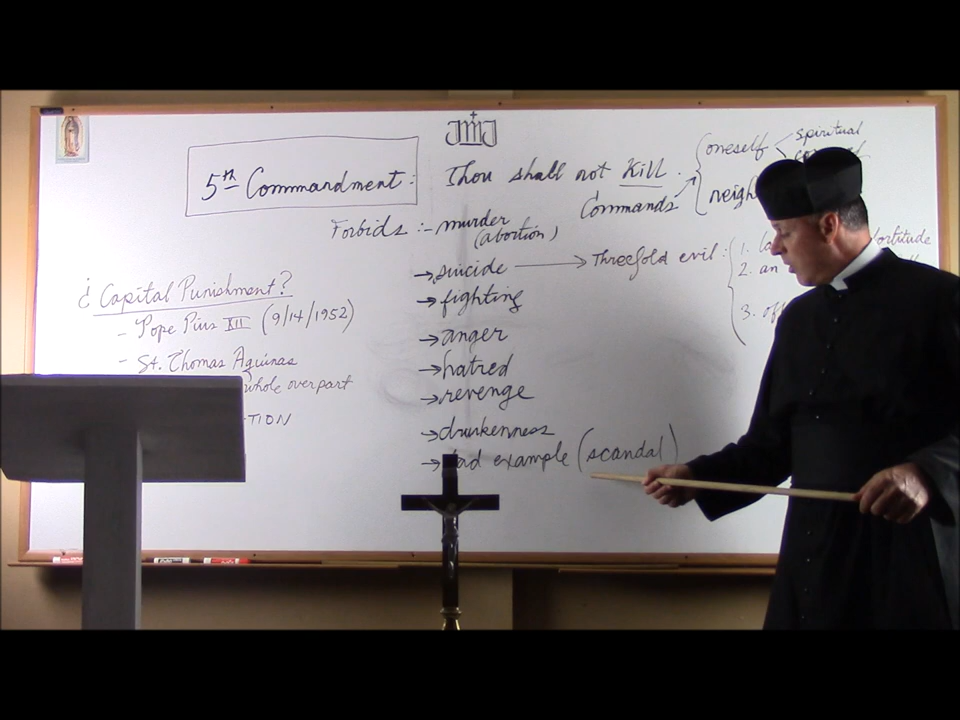 JMJ
5th Commandment:
Thou shall not Kill.
Commands
oneself
spiritual
Forbids :- murder
(abortion)
→ suicide → Threefold evil :
1.
fortitude
2. an
3. of
→ fighting
→ anger
→ hatred
→ revenge
→ drunkenness
→ bad example (scandal)
¿ Capital Punishment?
- Pope Pius XII (9/14/1952)
- St. Thomas Aquinas
whole over part